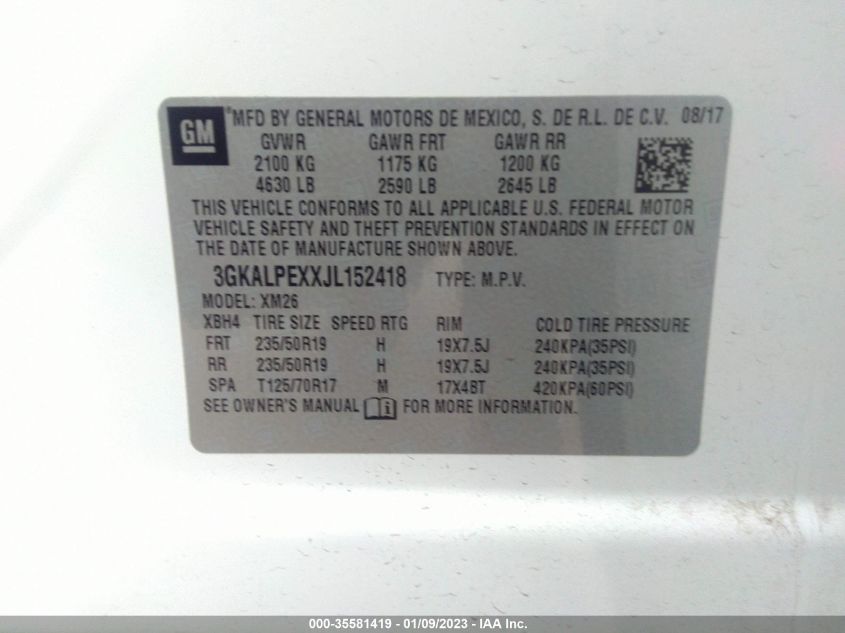 GM
*MFD BY GENERAL MOTORS DE MEXICO, S. DE R.L. DE C.V. 08/17
GVWR GAWR FRT GAWR RR
2100 KG 1175 KG 1200 KG
4630 LB 2590 LB 2645 LB
THIS VEHICLE CONFORMS TO ALL APPLICABLE U.S. FEDERAL MOTOR
VEHICLE SAFETY AND THEFT PREVENTION STANDARDS IN EFFECT ON
THE DATE OF MANUFACTURE SHOWN ABOVE.
3GKALPEXXJL152418 TYPE: M.P.V.
MODEL: XM26
XBH4 TIRE SIZE SPEED RTG RIM COLD TIRE PRESSURE
FRT 235/50R19 H 19X7.5J 240KPA(35PSI)
RR 235/50R19 H 19X7.5J 240KPA(35PSI)
SPA T125/70R17 M 17X4BT 420KPA(60PSI)
SEE OWNER'S MANUAL FOR MORE INFORMATION.
000-35581419 - 01/09/2023 - IAA Inc.